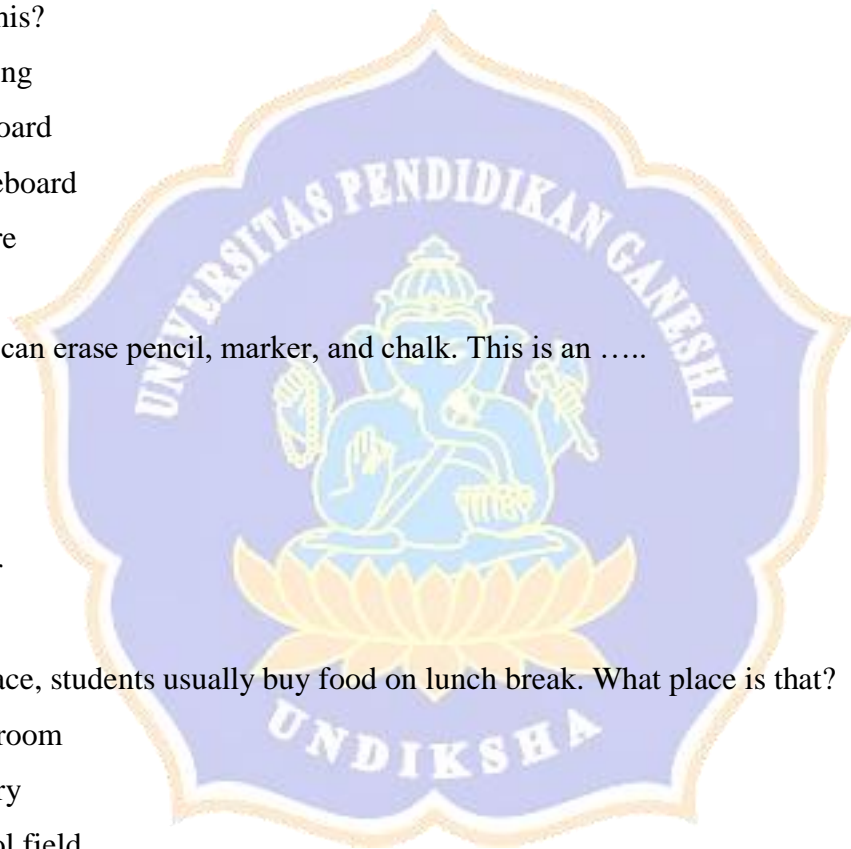 his?
ng
oard
eboard
re
UNIVERSITAS PENDIDIKAN GANESHA
can erase pencil, marker, and chalk. This is an …..
.
ace, students usually buy food on lunch break. What place is that?
room
UNDIKSHA
ry
ol field